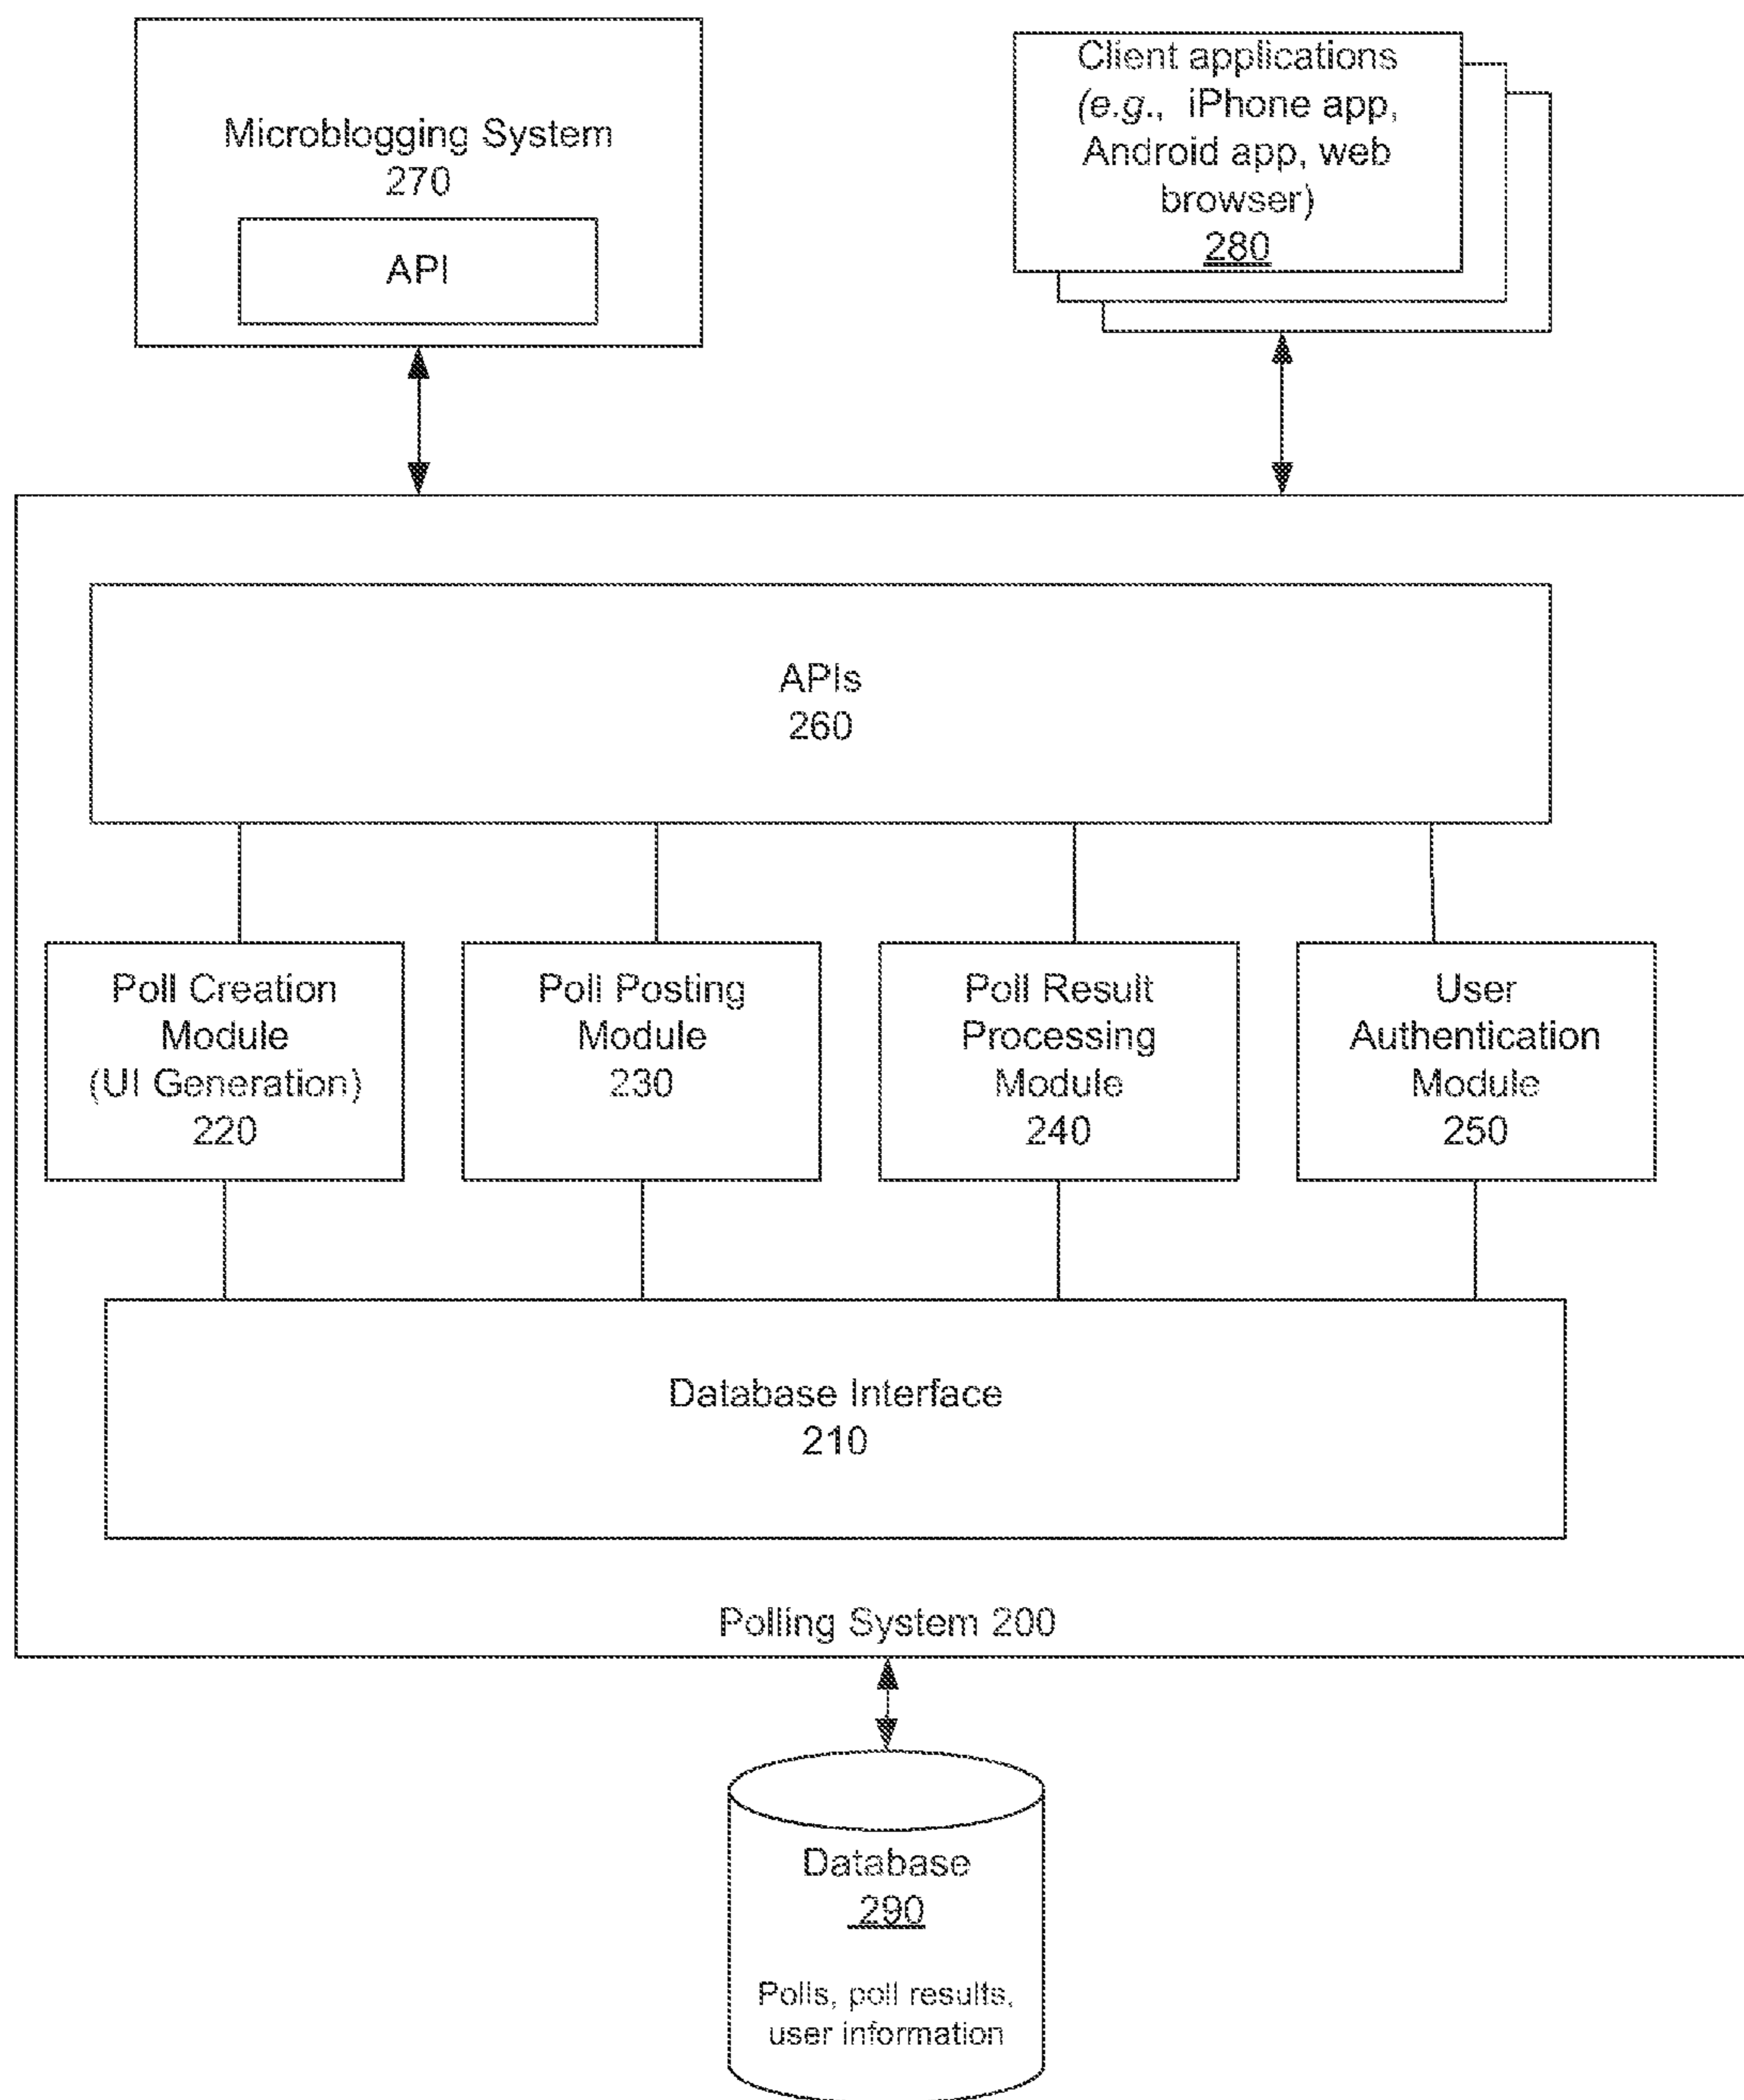 Microblogging System
270
API
Client applications
(e.g., iPhone app,
Android app, web
browser)
280
APIs
260
Poll Creation
Module
(UI Generation)
220
Poll Posting
Module
230
Poll Result
Processing
Module
240
User
Authentication
Module
250
Database Interface
210
Polling System 200
Database
290
Polls, poll results,
user information